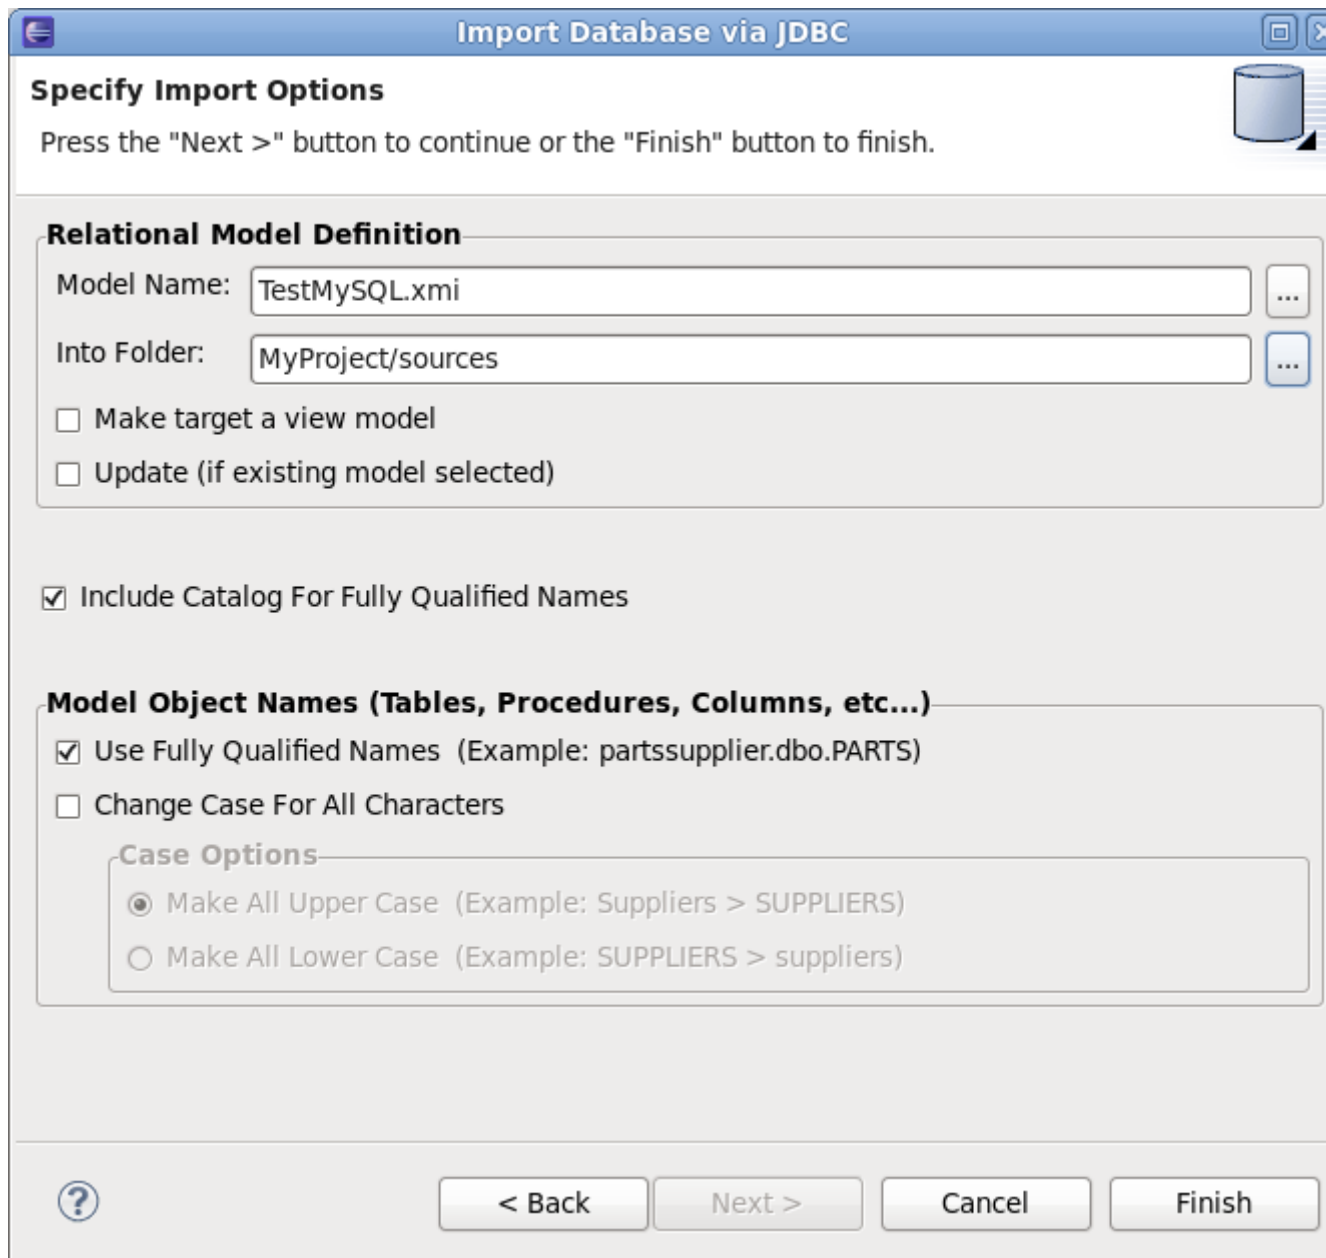 Import Database via JDBC
Specify Import Options
Press the "Next >" button to continue or the "Finish" button to finish.
Relational Model Definition
Model Name: TestMySQL.xmi ...
Into Folder: MyProject/sources ...
Make target a view model
Update (if existing model selected)
Include Catalog For Fully Qualified Names
Model Object Names (Tables, Procedures, Columns, etc...)
Use Fully Qualified Names (Example: partssupplier.dbo.PARTS)
Change Case For All Characters
Case Options
Make All Upper Case (Example: Suppliers > SUPPLIERS)
Make All Lower Case (Example: SUPPLIERS > suppliers)
? < Back Next > Cancel Finish